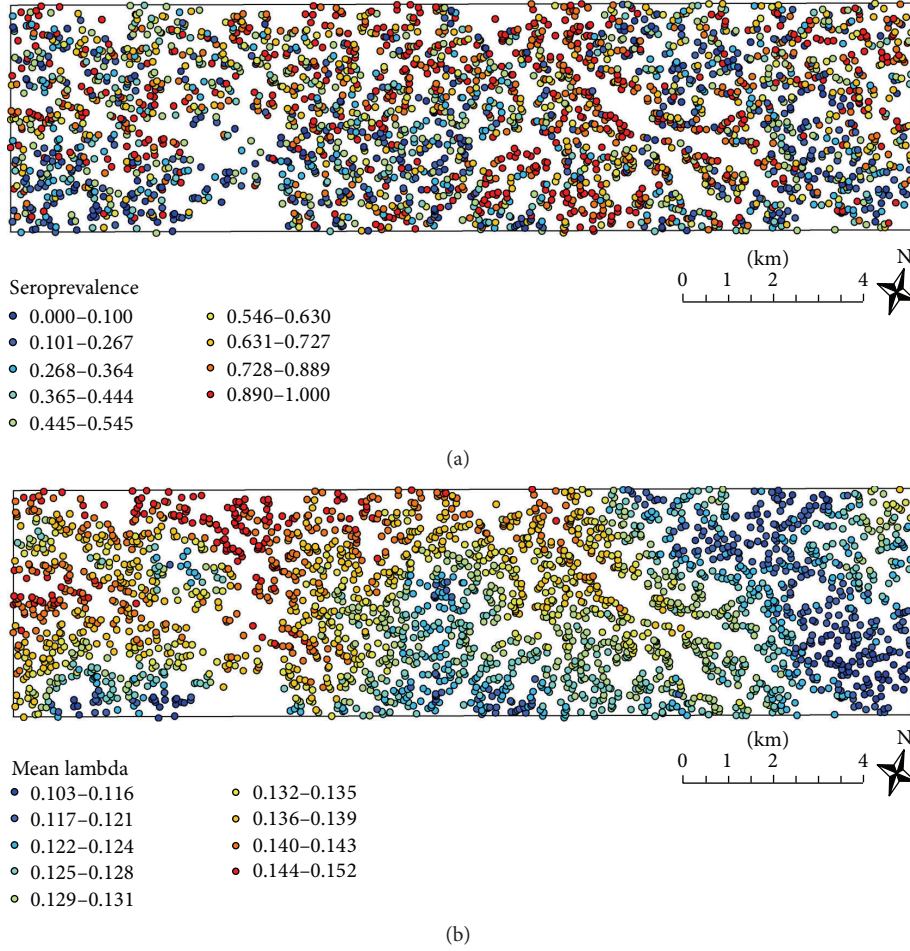 (km)
N
0 1 2 4
Seroprevalence
0.000–0.100
0.101–0.267
0.268–0.364
0.365–0.444
0.445–0.545
0.546–0.630
0.631–0.727
0.728–0.889
0.890–1.000
(a)
(km)
N
0 1 2 4
Mean lambda
0.103–0.116
0.117–0.121
0.122–0.124
0.125–0.128
0.129–0.131
0.132–0.135
0.136–0.139
0.140–0.143
0.144–0.152
(b)